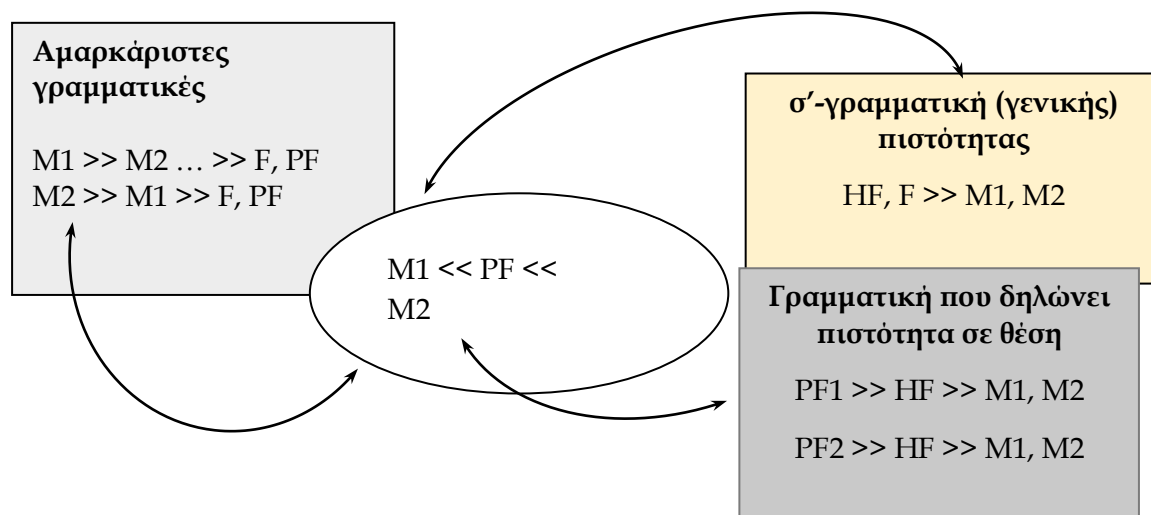 Αμαρκάριστες
γραμματικές
M1 >> M2 … >> F, PF
M2 >> M1 >> F, PF
M1 << PF <<
M2
σ’-γραμματική (γενικής)
πιστότητας
HF, F >> M1, M2
Γραμματική που δηλώνει
πιστότητα σε θέση
PF1 >> HF >> M1, M2
PF2 >> HF >> M1, M2